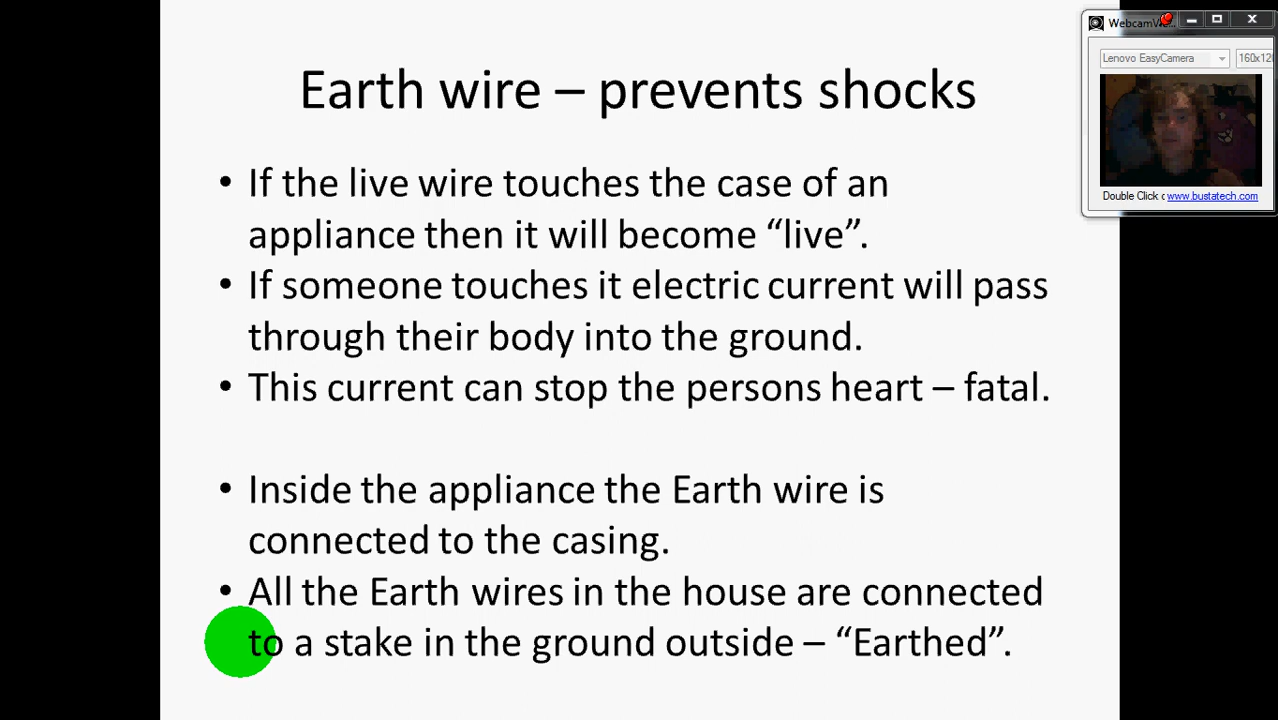 Earth wire – prevents shocks
• If the live wire touches the case of an
appliance then it will become “live”.
• If someone touches it electric current will pass
through their body into the ground.
• This current can stop the persons heart – fatal.
• Inside the appliance the Earth wire is
connected to the casing.
• All the Earth wires in the house are connected
to a stake in the ground outside – “Earthed”.
Lenovo EasyCamera
Double Click www.bustatech.com